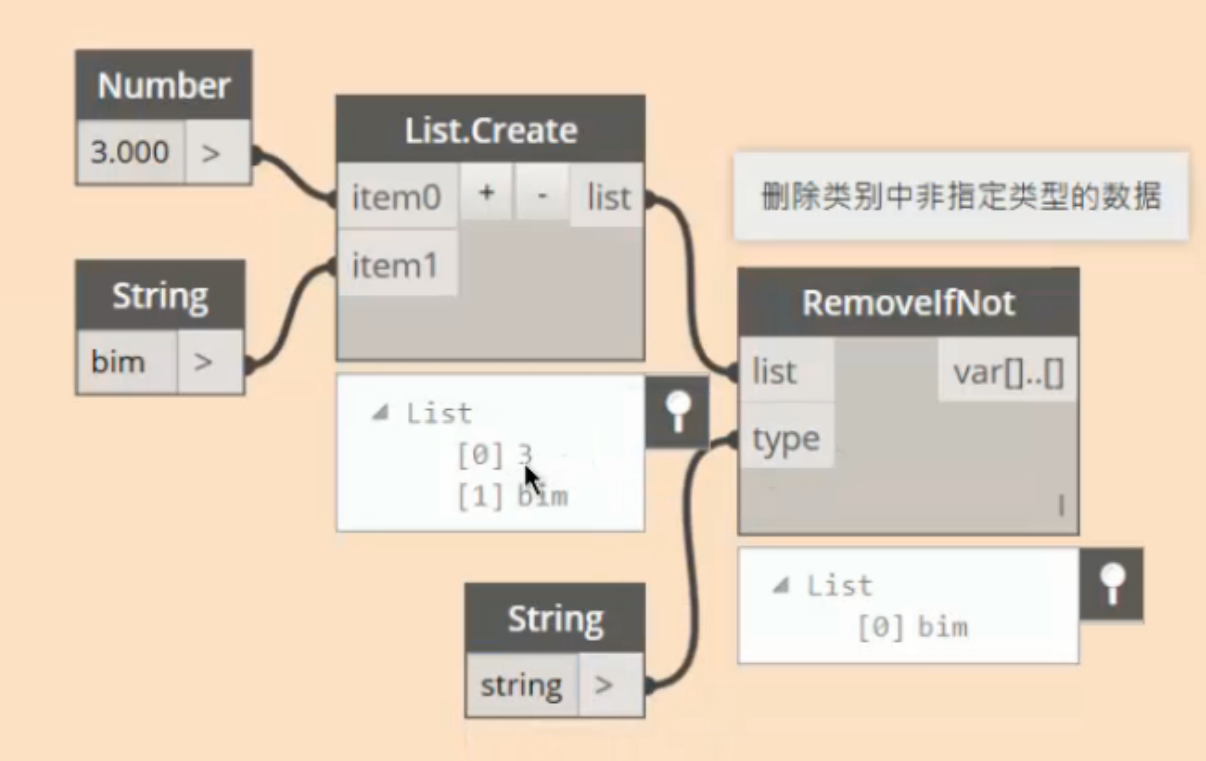 Number
3.000 >
String
bim >
List.Create
item0 + - list
item1
List
[0] 3
[1] bim
String
string >
删除类别中非指定类型的数据
RemoveIfNot
list var[]..[]
type
l
List
[0] bim